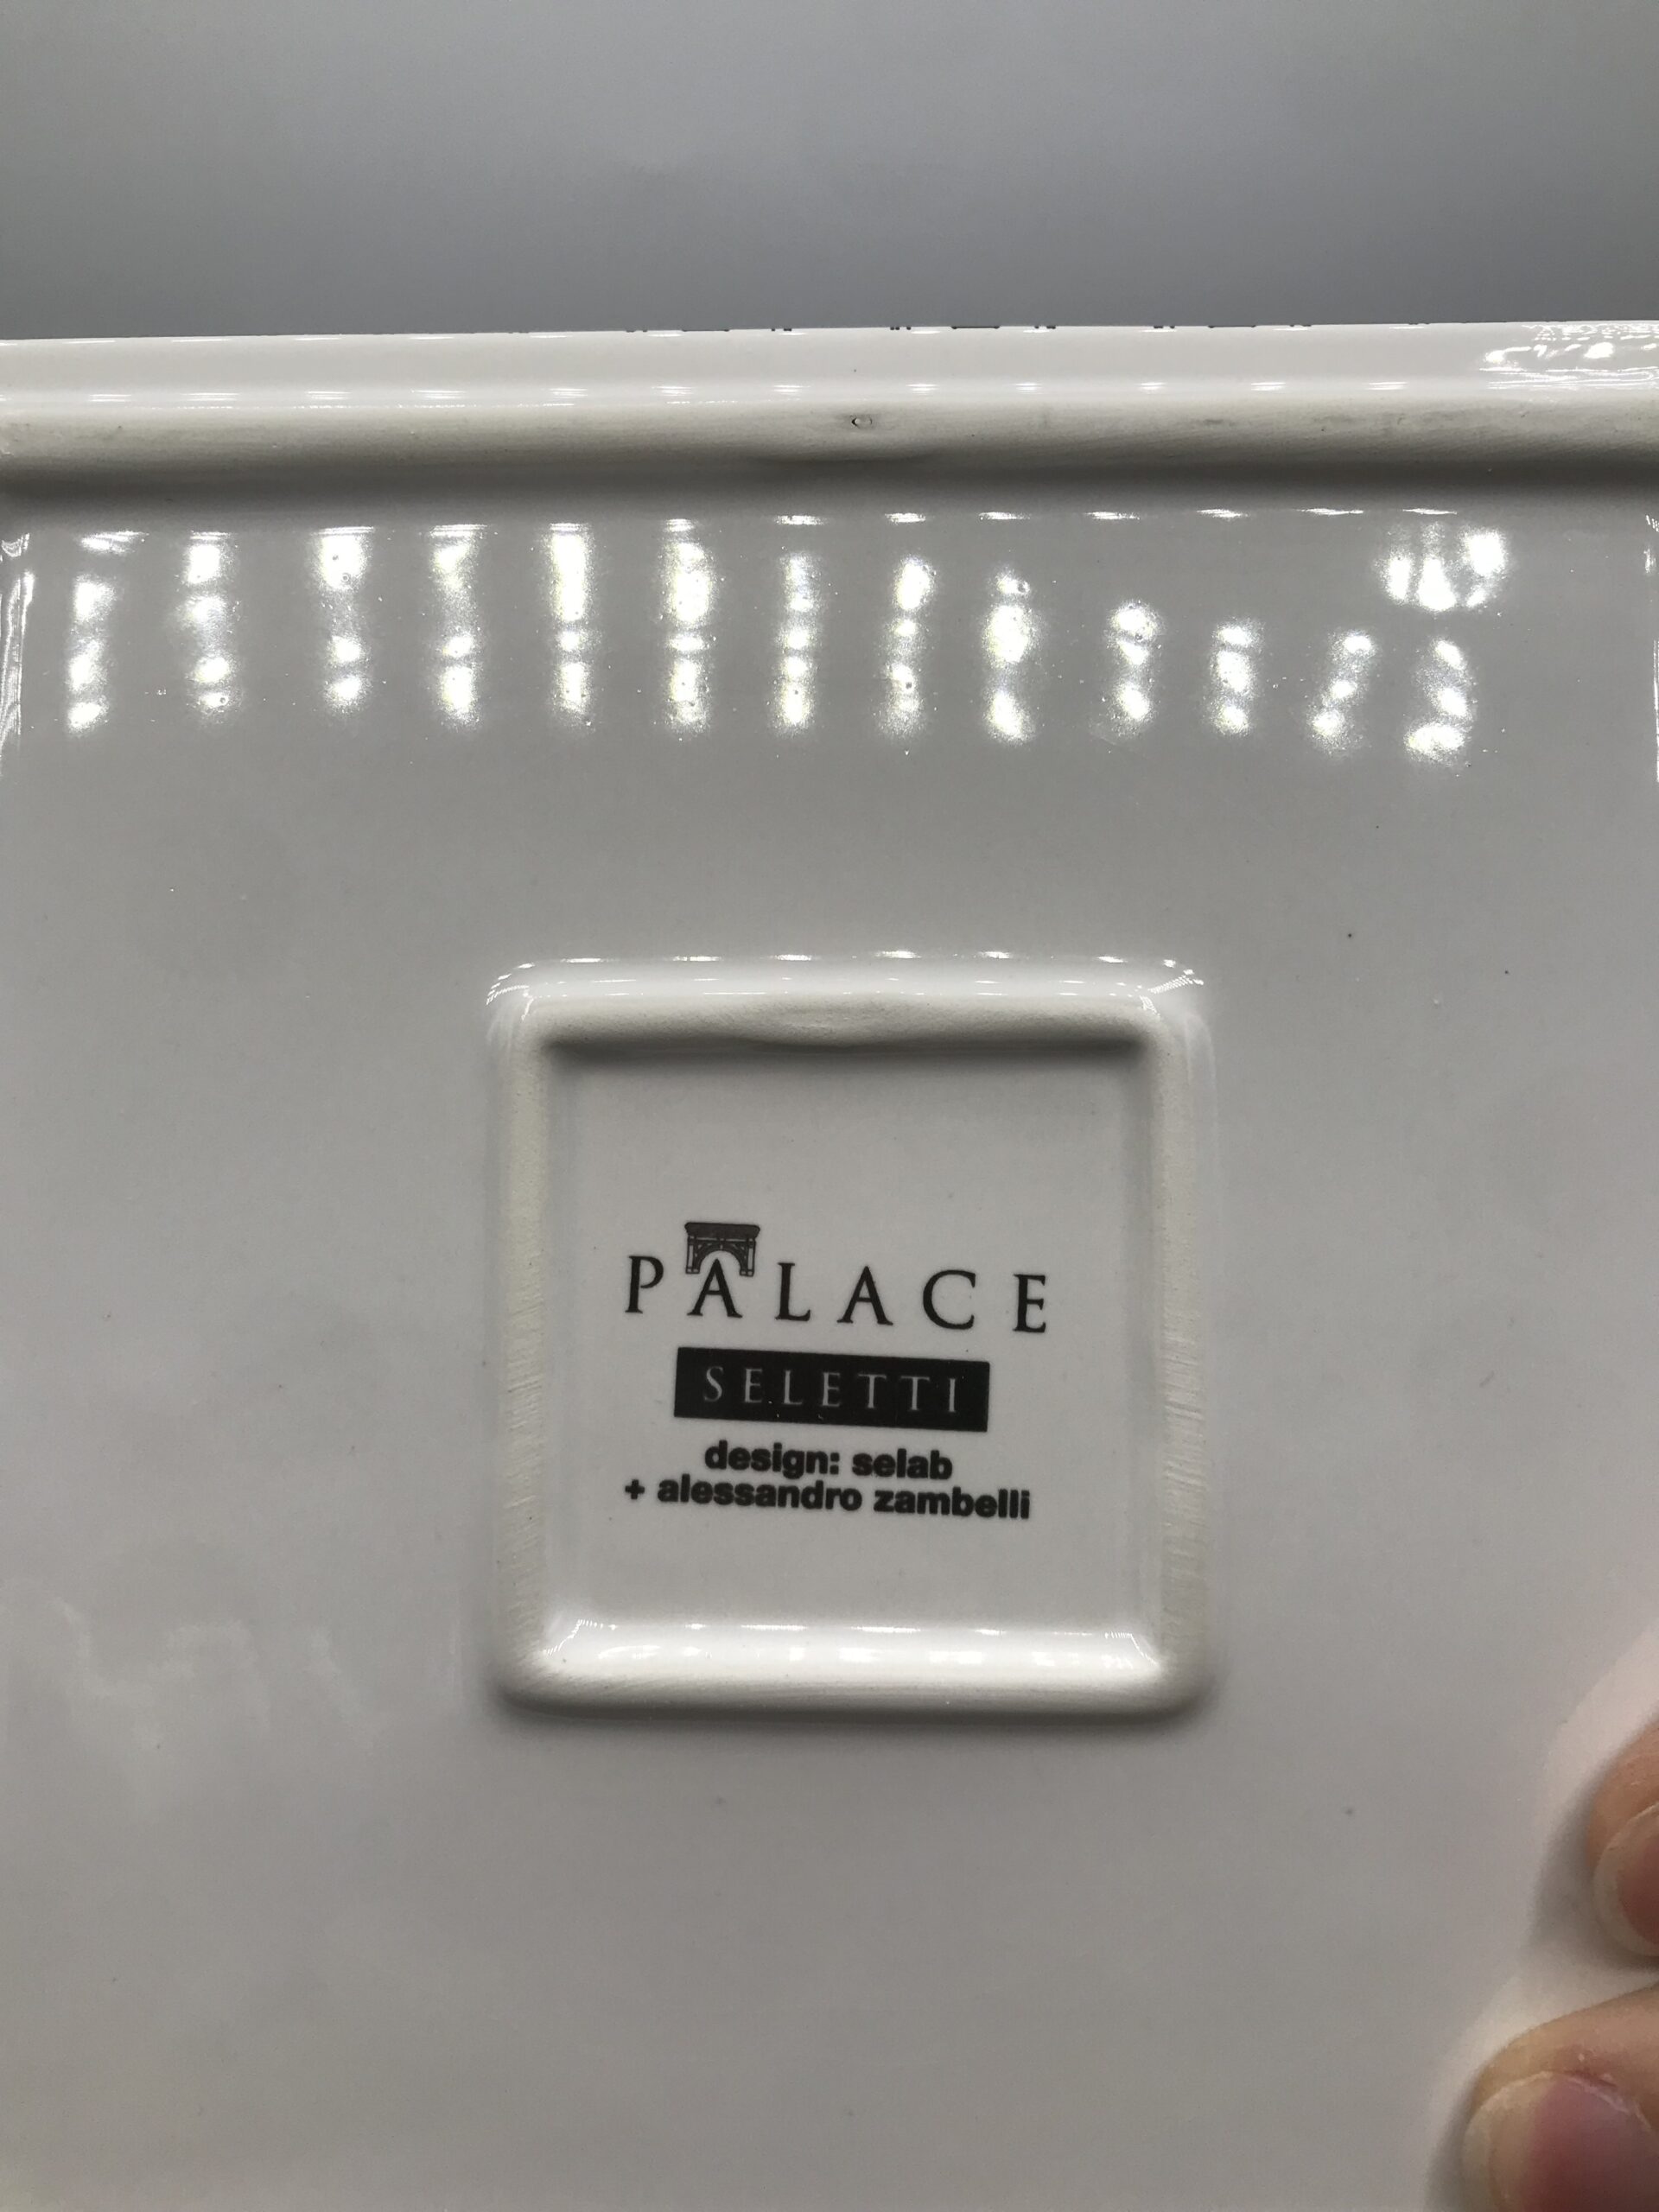 PALACE
SELETTI
design: selab
+ alessandro zambelli